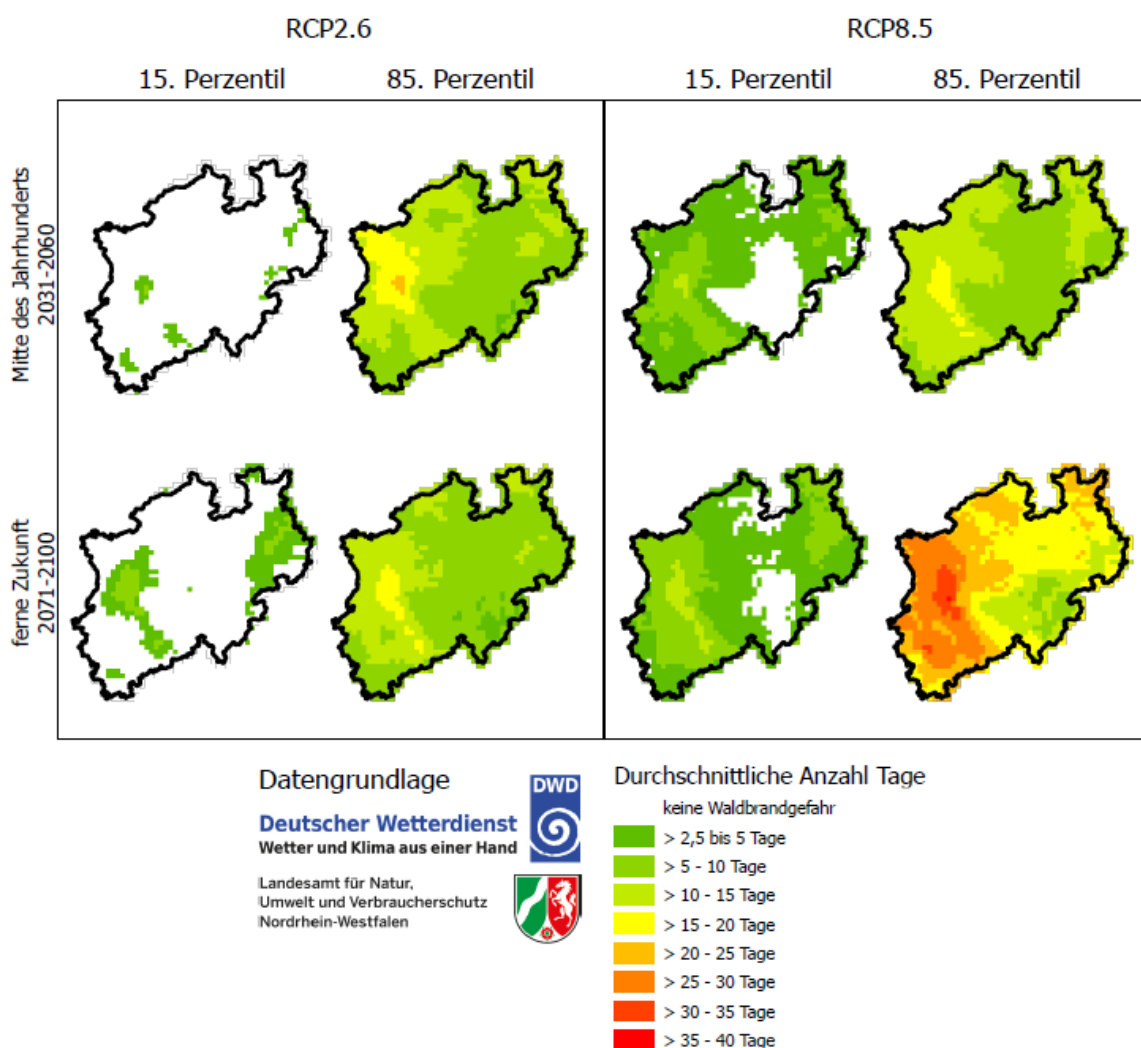 RCP2.6
RCP8.5
15. Perzentil
85. Perzentil
15. Perzentil
85. Perzentil
Mitte des Jahrhunderts
2031-2060
ferne Zukunft
2071-2100
Datengrundlage
DWD
Deutscher Wetterdienst
Wetter und Klima aus einer Hand
Landesamt für Natur,
Umwelt und Verbraucherschutz
Nordrhein-Westfalen
Durchschnittliche Anzahl Tage
keine Waldbrandgefahr
> 2,5 bis 5 Tage
> 5 - 10 Tage
> 10 - 15 Tage
> 15 - 20 Tage
> 20 - 25 Tage
> 25 - 30 Tage
> 30 - 35 Tage
> 35 - 40 Tage